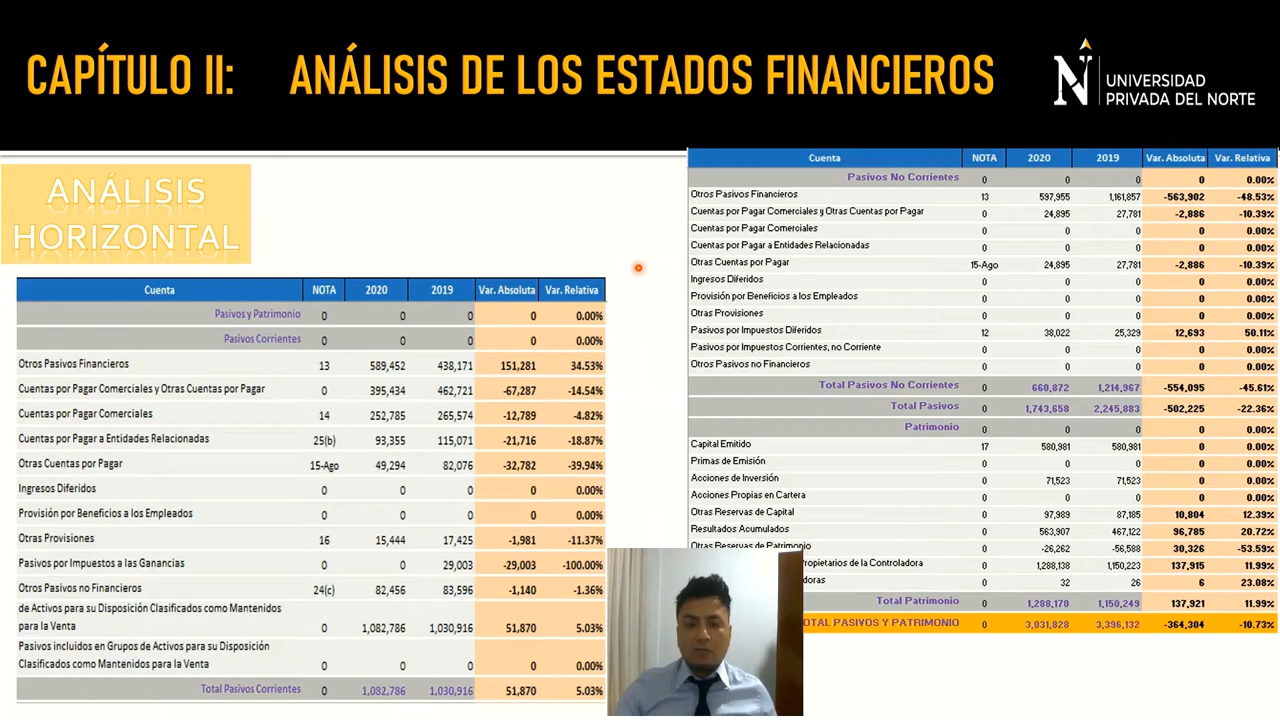 CAPÍTULO II: ANÁLISIS DE LOS ESTADOS FINANCIEROS
UNIVERSIDAD
PRIVADA DEL NORTE
ANÁLISIS
HORIZONTAL
Cuenta NOTA 2020 2019 Var. Absoluta Var. Relativa
Pasivos y Patrimonio 0 0 0 0 0.00%
Pasivos Corrientes 0 0 0 0 0.00%
Otros Pasivos Financieros 13 589,452 438,171 151,281 34.53%
Cuentas por Pagar Comerciales y Otras Cuentas por Pagar 0 395,434 462,721 -67,287 -14.54%
Cuentas por Pagar Comerciales 14 252,785 265,574 -12,789 -4.82%
Cuentas por Pagar a Entidades Relacionadas 25(b) 93,355 115,071 -21,716 -18.87%
Otras Cuentas por Pagar 15-Ago 49,294 82,076 -32,782 -39.94%
Ingresos Diferidos 0 0 0 0 0.00%
Provisión por Beneficios a los Empleados 0 0 0 0 0.00%
Otras Provisiones 16 15,444 17,425 -1,981 -11.37%
Pasivos por Impuestos a las Ganancias 0 0 29,003 -29,003 -100.00%
Otros Pasivos no Financieros 24(c) 82,456 83,596 -1,140 -1.36%
de Activos para su Disposición Clasificados como Mantenidos
para la Venta 0 1,082,786 1,030,916 51,870 5.03%
Pasivos incluidos en Grupos de Activos para su Disposición
Clasificados como Mantenidos para la Venta 0 0 0 0 0.00%
Total Pasivos Corrientes 0 1,082,786 1,030,916 51,870 5.03%
Cuenta NOTA 2020 2019 Var. Absoluta Var. Relativa
Pasivos No Corrientes 0 0 0 0 0.00%
Otros Pasivos Financieros 13 597,955 1,161,857 -563,902 -48.53%
Cuentas por Pagar Comerciales y Otras Cuentas por Pagar 0 24,895 27,781 -2,886 -10.39%
Cuentas por Pagar Comerciales 0 0 0 0 0.00%
Cuentas por Pagar a Entidades Relacionadas 0 0 0 0 0.00%
Otras Cuentas por Pagar 15-Ago 24,895 27,781 -2,886 -10.39%
Ingresos Diferidos 0 0 0 0 0.00%
Provisión por Beneficios a los Empleados 0 0 0 0 0.00%
Otras Provisiones 0 0 0 0 0.00%
Pasivos por Impuestos Diferidos 12 38,022 25,329 12,693 50.11%
Pasivos por Impuestos Corrientes, no Corriente 0 0 0 0 0.00%
Otros Pasivos no Financieros 0 0 0 0 0.00%
Total Pasivos No Corrientes 0 660,872 1,214,967 -554,095 -45.61%
Total Pasivos 0 1,743,658 2,245,883 -502,225 -22.36%
Patrimonio 0 0 0 0 0.00%
Capital Emitido 17 580,981 580,981 0 0.00%
Primas de Emisión 0 0 0 0 0.00%
Acciones de Inversión 0 71,523 71,523 0 0.00%
Acciones Propias en Cartera 0 0 0 0 0.00%
Otras Reservas de Capital 0 97,989 87,185 10,804 12.39%
Resultados Acumulados 0 563,907 467,122 96,785 20.72%
Otras Reservas de Patrimonio 0 -26,262 -56,588 30,326 -53.59%
Propietarios de la Controladora 0 1,288,138 1,150,223 137,915 11.99%
doras 0 32 26 6 23.08%
Total Patrimonio 0 1,288,170 1,150,249 137,921 11.99%
OTAL PASIVOS Y PATRIMONIO 0 3,031,828 3,396,132 -364,304 -10.73%